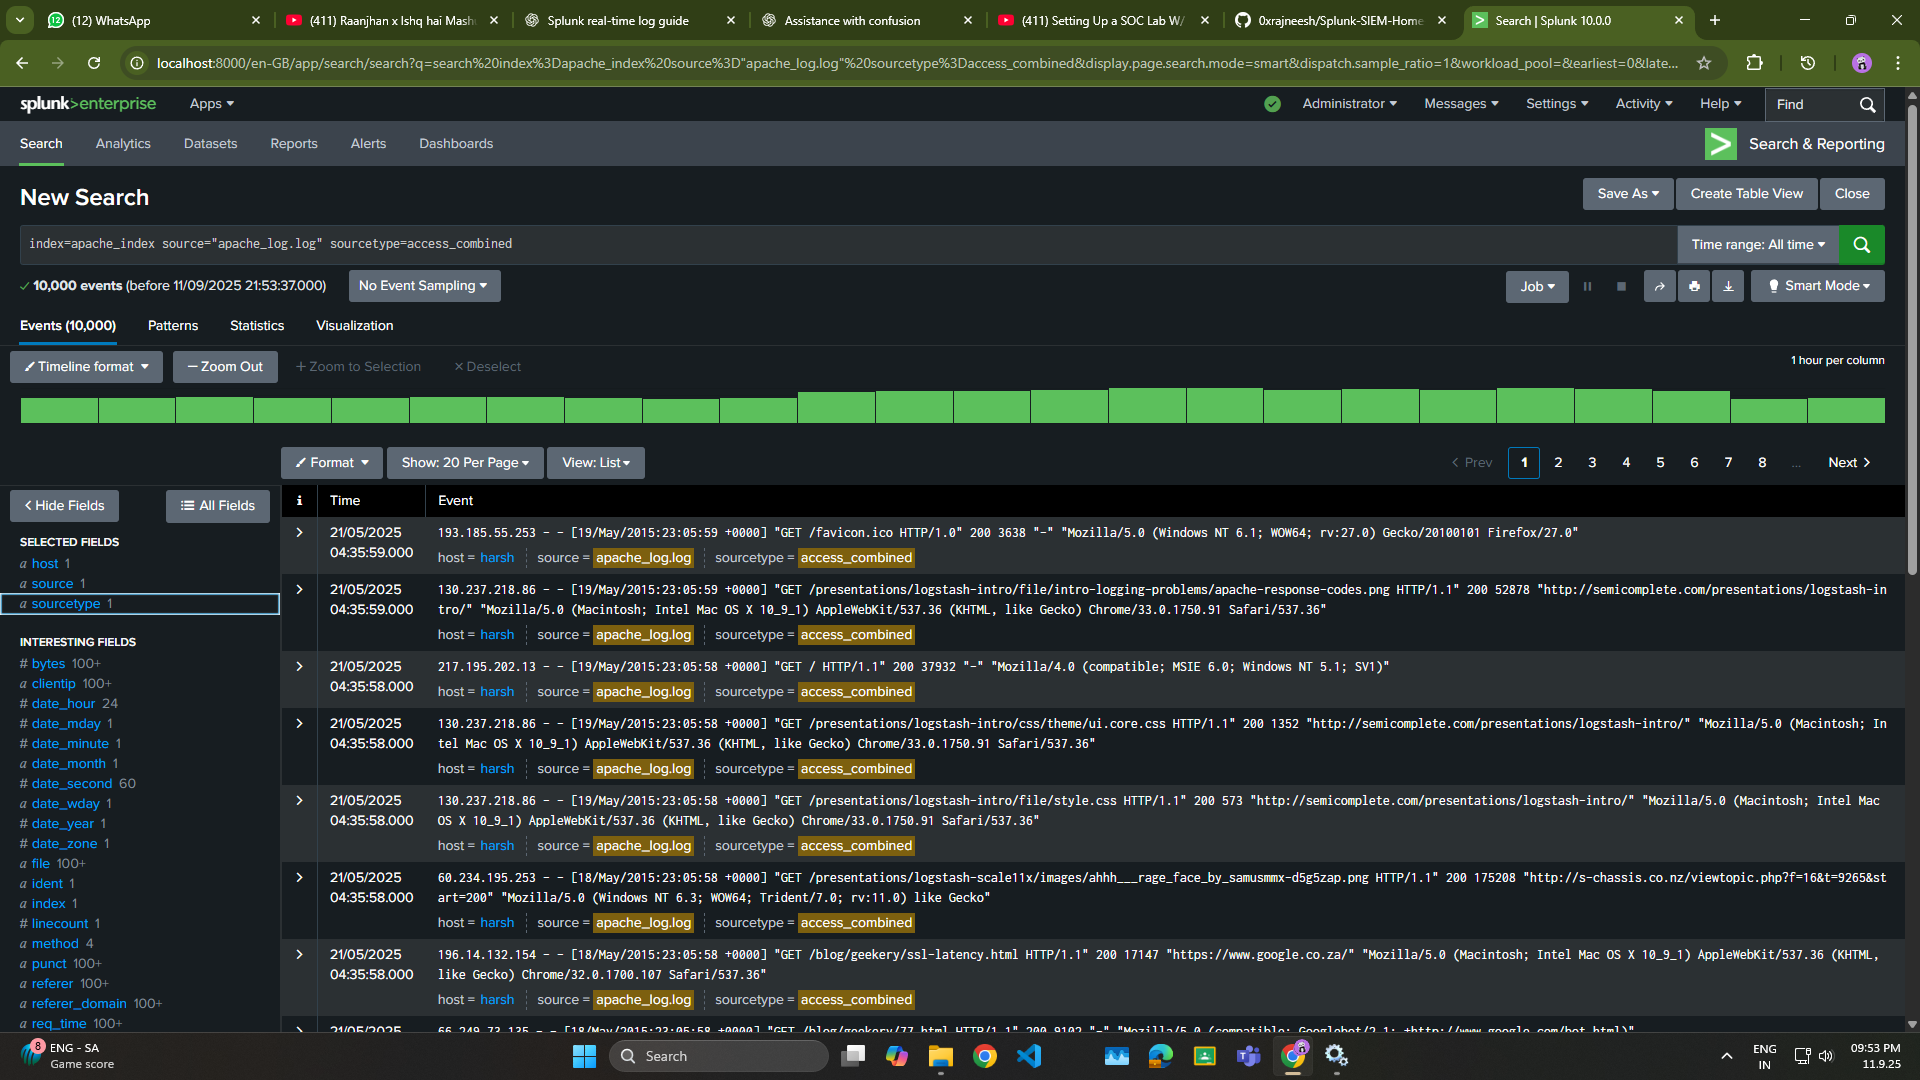 (12) WhatsApp
(411) Raanjhan x Ishq hai Mash
Splunk real-time log guide
Assistance with confusion
(411) Setting Up a SOC Lab W/
0xrajneesh/Splunk-SIEM-Home
Search | Splunk 10.0.0
localhost:8000/en-GB/app/search/search?q=search%20index%3Dapache_index%20source%3D"apache_log.log"%20sourcetype%3Daccess_combined&display.page.search.mode=smart&dispatch.sample_ratio=1&workload_pool=&earliest=0&late...
splunk>enterprise Apps Administrator Messages Settings Activity Help Find
Search Analytics Datasets Reports Alerts Dashboards Search & Reporting
New Search
Save As Create Table View Close
index=apache_index source="apache_log.log" sourcetype=access_combined
Time range: All time
10,000 events (before 11/09/2025 21:53:37.000) No Event Sampling
Job Smart Mode
Events (10,000) Patterns Statistics Visualization
Timeline format — Zoom Out + Zoom to Selection × Deselect
1 hour per column
Format Show: 20 Per Page View: List
< Prev 1 2 3 4 5 6 7 8 ... Next >
< Hide Fields All Fields
SELECTED FIELDS
a host 1
a source 1
a sourcetype 1
INTERESTING FIELDS
# bytes 100+
a clientip 100+
# date_hour 24
# date_mday 1
# date_minute 1
a date_month 1
# date_second 60
a date_wday 1
# date_year 1
# date_zone 1
a file 100+
a ident 1
a index 1
# linecount 1
a method 4
a punct 100+
a referer 100+
a referer_domain 100+
a req_time 100+
i Time Event
21/05/2025
04:35:59.000
193.185.55.253 - - [19/May/2015:23:05:59 +0000] "GET /favicon.ico HTTP/1.0" 200 3638 "-" "Mozilla/5.0 (Windows NT 6.1; WOW64; rv:27.0) Gecko/20100101 Firefox/27.0"
host = harsh source = apache_log.log sourcetype = access_combined
21/05/2025
04:35:59.000
130.237.218.86 - - [19/May/2015:23:05:59 +0000] "GET /presentations/logstash-intro/file/intro-logging-problems/apache-response-codes.png HTTP/1.1" 200 52878 "http://semicomplete.com/presentations/logstash-in
tro/" "Mozilla/5.0 (Macintosh; Intel Mac OS X 10_9_1) AppleWebKit/537.36 (KHTML, like Gecko) Chrome/33.0.1750.91 Safari/537.36"
host = harsh source = apache_log.log sourcetype = access_combined
21/05/2025
04:35:58.000
217.195.202.13 - - [19/May/2015:23:05:58 +0000] "GET / HTTP/1.1" 200 37932 "-" "Mozilla/4.0 (compatible; MSIE 6.0; Windows NT 5.1; SV1)"
host = harsh source = apache_log.log sourcetype = access_combined
21/05/2025
04:35:58.000
130.237.218.86 - - [19/May/2015:23:05:58 +0000] "GET /presentations/logstash-intro/css/theme/ui.core.css HTTP/1.1" 200 1352 "http://semicomplete.com/presentations/logstash-intro/" "Mozilla/5.0 (Macintosh; In
tel Mac OS X 10_9_1) AppleWebKit/537.36 (KHTML, like Gecko) Chrome/33.0.1750.91 Safari/537.36"
host = harsh source = apache_log.log sourcetype = access_combined
21/05/2025
04:35:58.000
130.237.218.86 - - [19/May/2015:23:05:58 +0000] "GET /presentations/logstash-intro/file/style.css HTTP/1.1" 200 573 "http://semicomplete.com/presentations/logstash-intro/" "Mozilla/5.0 (Macintosh; Intel Mac
OS X 10_9_1) AppleWebKit/537.36 (KHTML, like Gecko) Chrome/33.0.1750.91 Safari/537.36"
host = harsh source = apache_log.log sourcetype = access_combined
21/05/2025
04:35:58.000
60.234.195.253 - - [18/May/2015:23:05:58 +0000] "GET /presentations/logstash-scale11x/images/ahhh___rage_face_by_samusmmx-d5g5zap.png HTTP/1.1" 200 175208 "http://s-chassis.co.nz/viewtopic.php?f=16&t=9265&st
art=200" "Mozilla/5.0 (Windows NT 6.3; WOW64; Trident/7.0; rv:11.0) like Gecko"
host = harsh source = apache_log.log sourcetype = access_combined
21/05/2025
04:35:58.000
196.14.132.154 - - [18/May/2015:23:05:58 +0000] "GET /blog/geekery/ssl-latency.html HTTP/1.1" 200 17147 "https://www.google.co.za/" "Mozilla/5.0 (Macintosh; Intel Mac OS X 10_9_1) AppleWebKit/537.36 (KHTML,
like Gecko) Chrome/32.0.1700.107 Safari/537.36"
host = harsh source = apache_log.log sourcetype = access_combined
21/05/2025
66.249.73.135 - - [18/May/2015:23:05:58 +0000] "GET /blog/geekery/77.html HTTP/1.1" 200 9102 "-" "Mozilla/5.0 (compatible; Googlebot/2.1; +http://www.google.com/bot.html)"
8
ENG - SA
Game score
Search
ENG
IN
09:53 PM
11.9.25